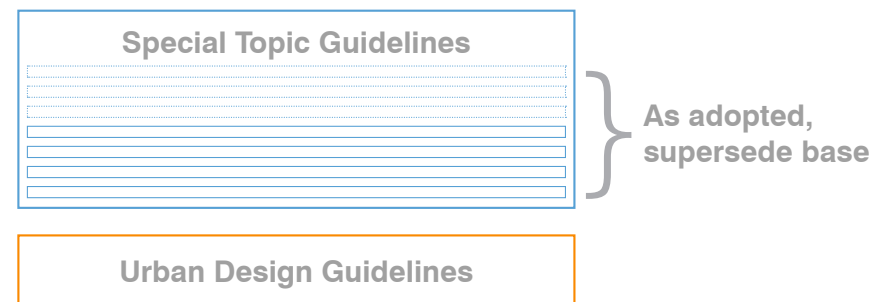 Special Topic Guidelines
As adopted,
supersede base
Urban Design Guidelines